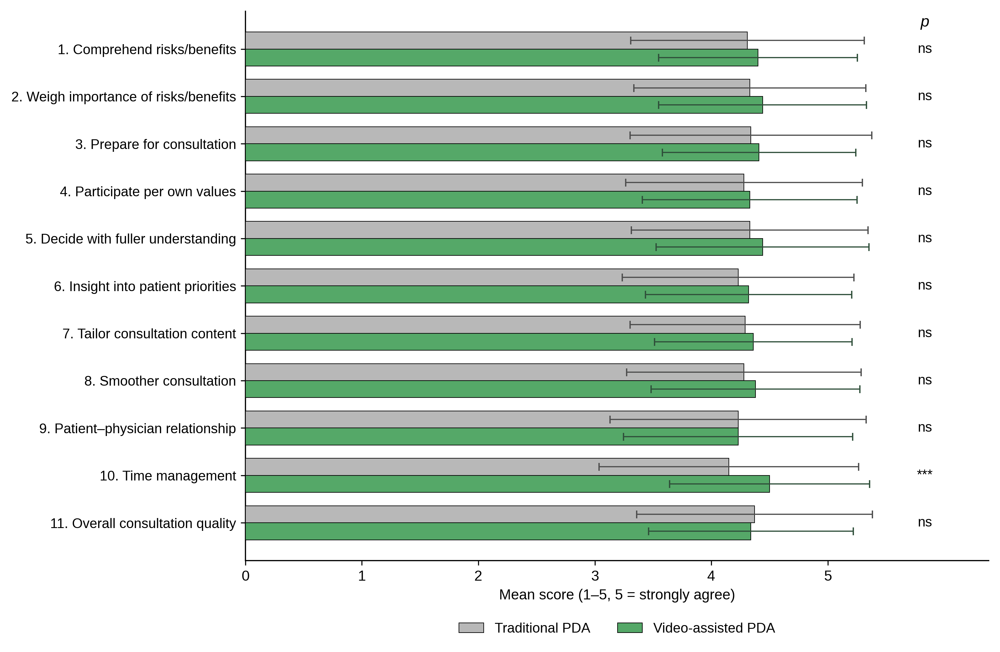 p
1. Comprehend risks/benefits ns
2. Weigh importance of risks/benefits ns
3. Prepare for consultation ns
4. Participate per own values ns
5. Decide with fuller understanding ns
6. Insight into patient priorities ns
7. Tailor consultation content ns
8. Smoother consultation ns
9. Patient–physician relationship ns
10. Time management ***
11. Overall consultation quality ns
0 1 2 3 4 5
Mean score (1–5, 5 = strongly agree)
Traditional PDA Video-assisted PDA